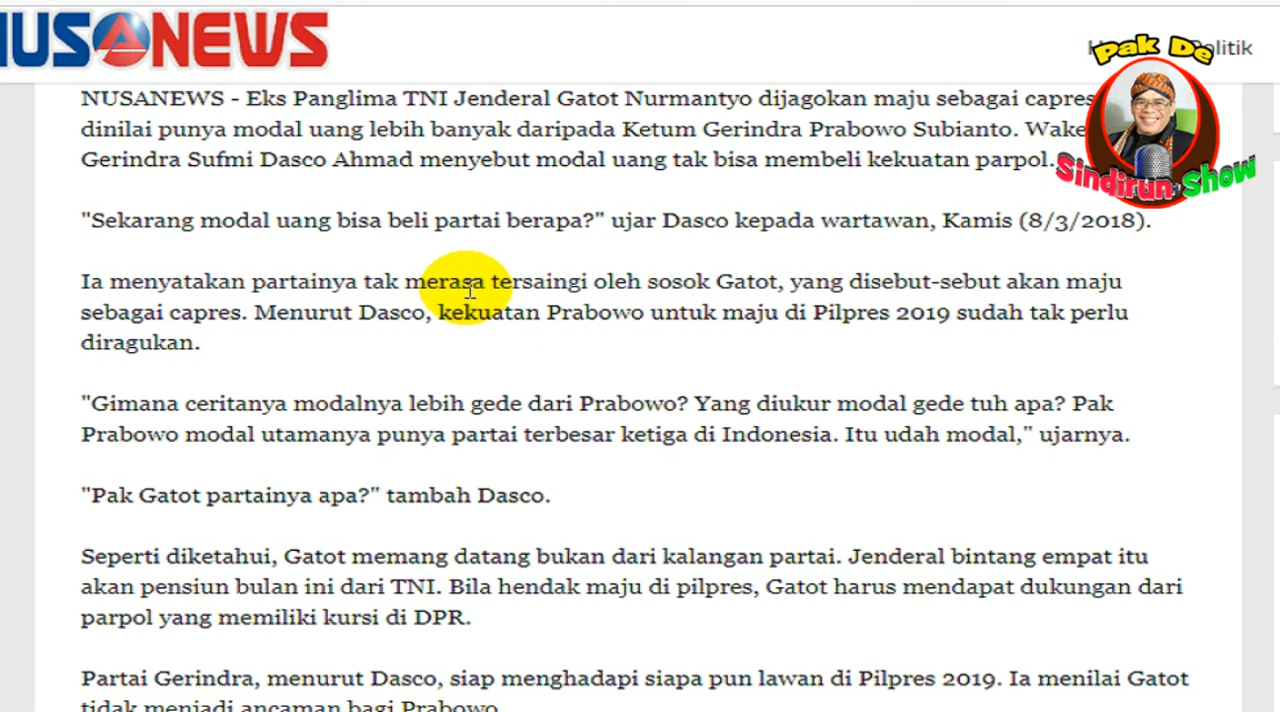 NUSANEWS
Politik
Pak De
Sindirun Show
NUSANEWS - Eks Panglima TNI Jenderal Gatot Nurmantyo dijagokan maju sebagai capres
dinilai punya modal uang lebih banyak daripada Ketum Gerindra Prabowo Subianto. Wake
Gerindra Sufmi Dasco Ahmad menyebut modal uang tak bisa membeli kekuatan parpol.
"Sekarang modal uang bisa beli partai berapa?" ujar Dasco kepada wartawan, Kamis (8/3/2018).
Ia menyatakan partainya tak merasa tersaingi oleh sosok Gatot, yang disebut-sebut akan maju
sebagai capres. Menurut Dasco, kekuatan Prabowo untuk maju di Pilpres 2019 sudah tak perlu
diragukan.
"Gimana ceritanya modalnya lebih gede dari Prabowo? Yang diukur modal gede tuh apa? Pak
Prabowo modal utamanya punya partai terbesar ketiga di Indonesia. Itu udah modal," ujarnya.
"Pak Gatot partainya apa?" tambah Dasco.
Seperti diketahui, Gatot memang datang bukan dari kalangan partai. Jenderal bintang empat itu
akan pensiun bulan ini dari TNI. Bila hendak maju di pilpres, Gatot harus mendapat dukungan dari
parpol yang memiliki kursi di DPR.
Partai Gerindra, menurut Dasco, siap menghadapi siapa pun lawan di Pilpres 2019. Ia menilai Gatot
tidak menjadi ancaman bagi Prabowo.